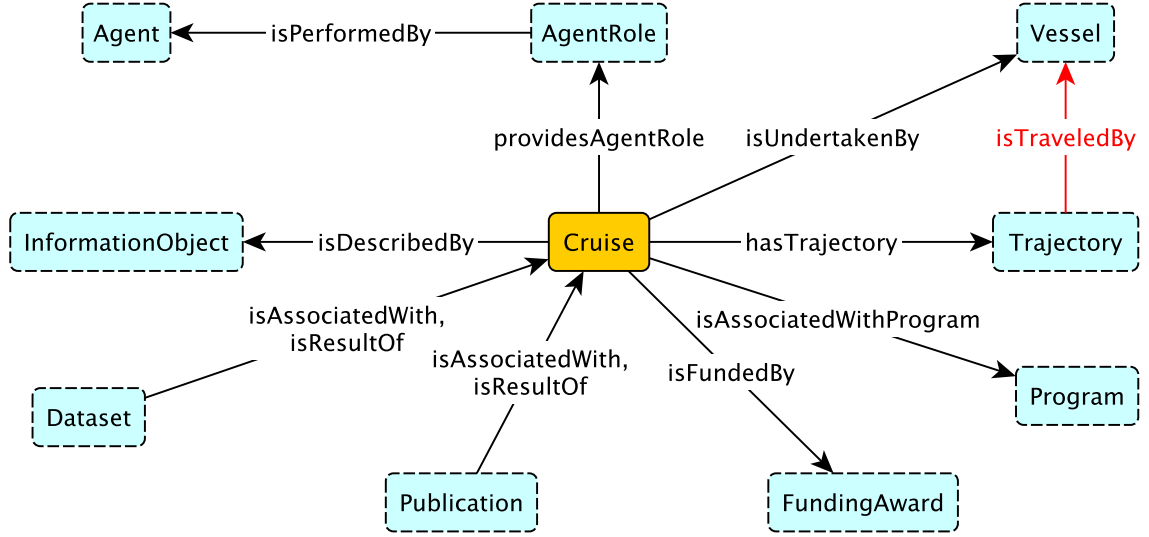 Agent
isPerformedBy
AgentRole
Vessel
providesAgentRole
isUndertakenBy
isTraveledBy
InformationObject
isDescribedBy
Cruise
hasTrajectory
Trajectory
isAssociatedWith,
isResultOf
isAssociatedWithProgram
isAssociatedWith,
isResultOf
isFundedBy
Dataset
Program
Publication
FundingAward